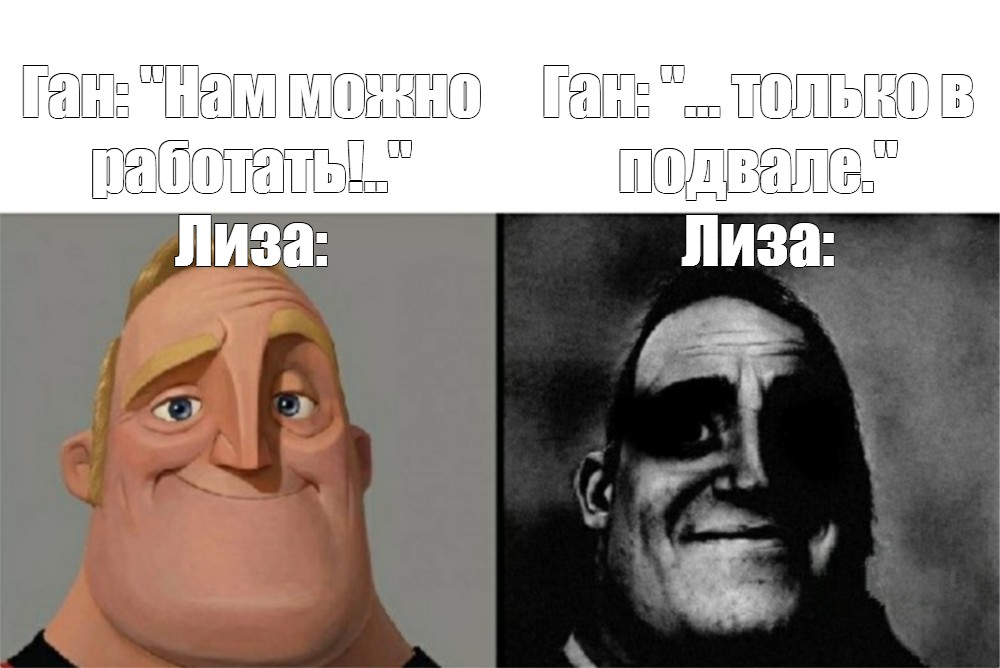 Ган: "Нам можно
работать!.."
Лиза:
Ган: "... только в
подвале."
Лиза: